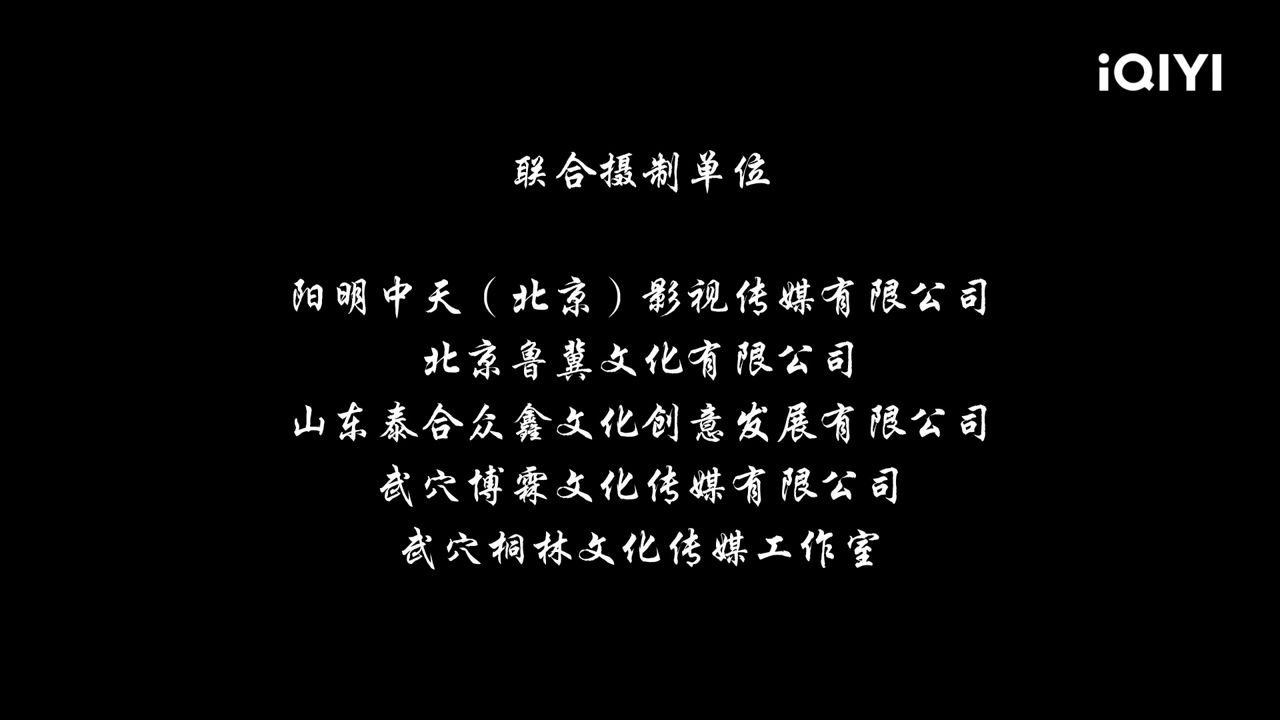 iQIYI
联合摄制单位
阳明中天（北京）影视传媒有限公司
北京鲁冀文化有限公司
山东泰合众鑫文化创意发展有限公司
武穴博霖文化传媒有限公司
武穴桐林文化传媒工作室